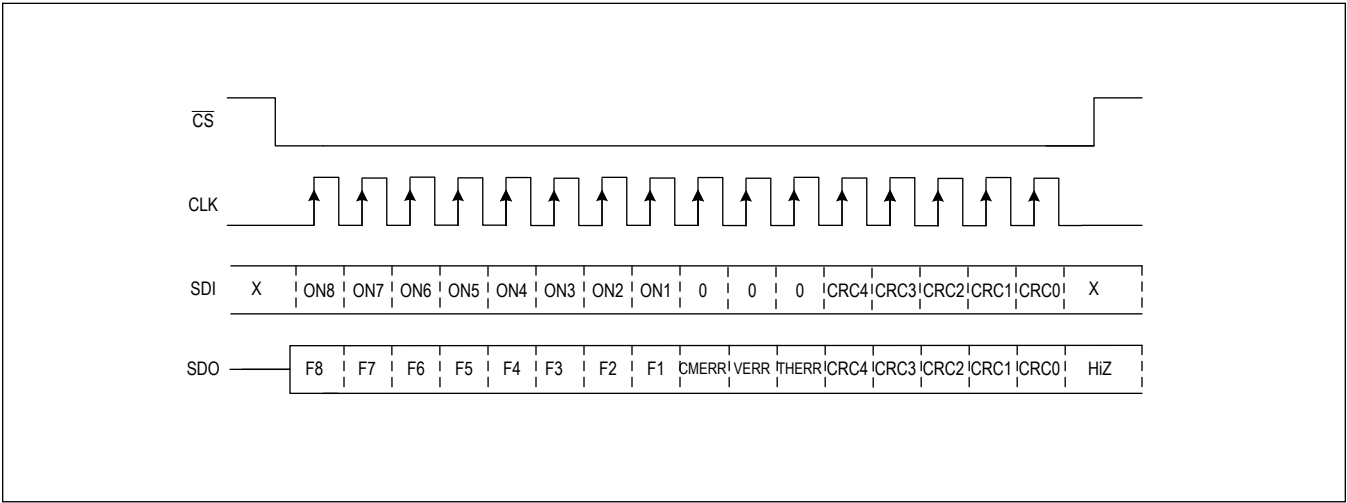 CS
CLK
SDI X ON8 ON7 ON6 ON5 ON4 ON3 ON2 ON1 0 0 0 CRC4 CRC3 CRC2 CRC1 CRC0 X
SDO F8 F7 F6 F5 F4 F3 F2 F1 CMERR VERR THERR CRC4 CRC3 CRC2 CRC1 CRC0 HiZ